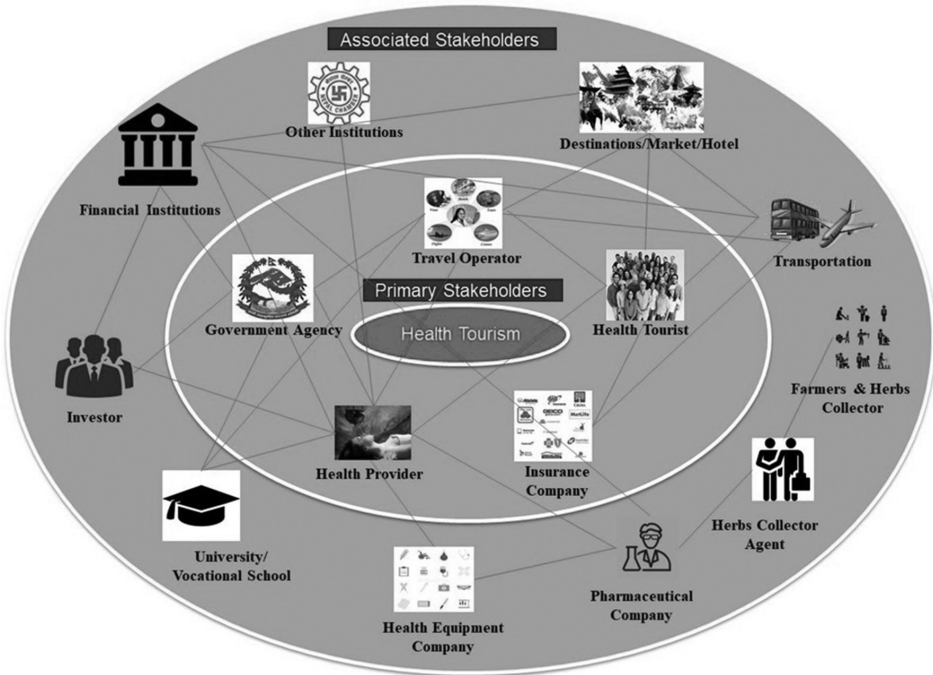 Associated Stakeholders
Other Institutions
Destinations/Market/Hotel
Financial Institutions
Travel Operator
Transportation
Primary Stakeholders
Government Agency
Health Tourism
Health Tourist
Farmers & Herbs
Collector
Investor
Health Provider
Insurance
Company
Herbs Collector
Agent
University/
Vocational School
Pharmaceutical
Company
Health Equipment
Company
GEICO
MetLife